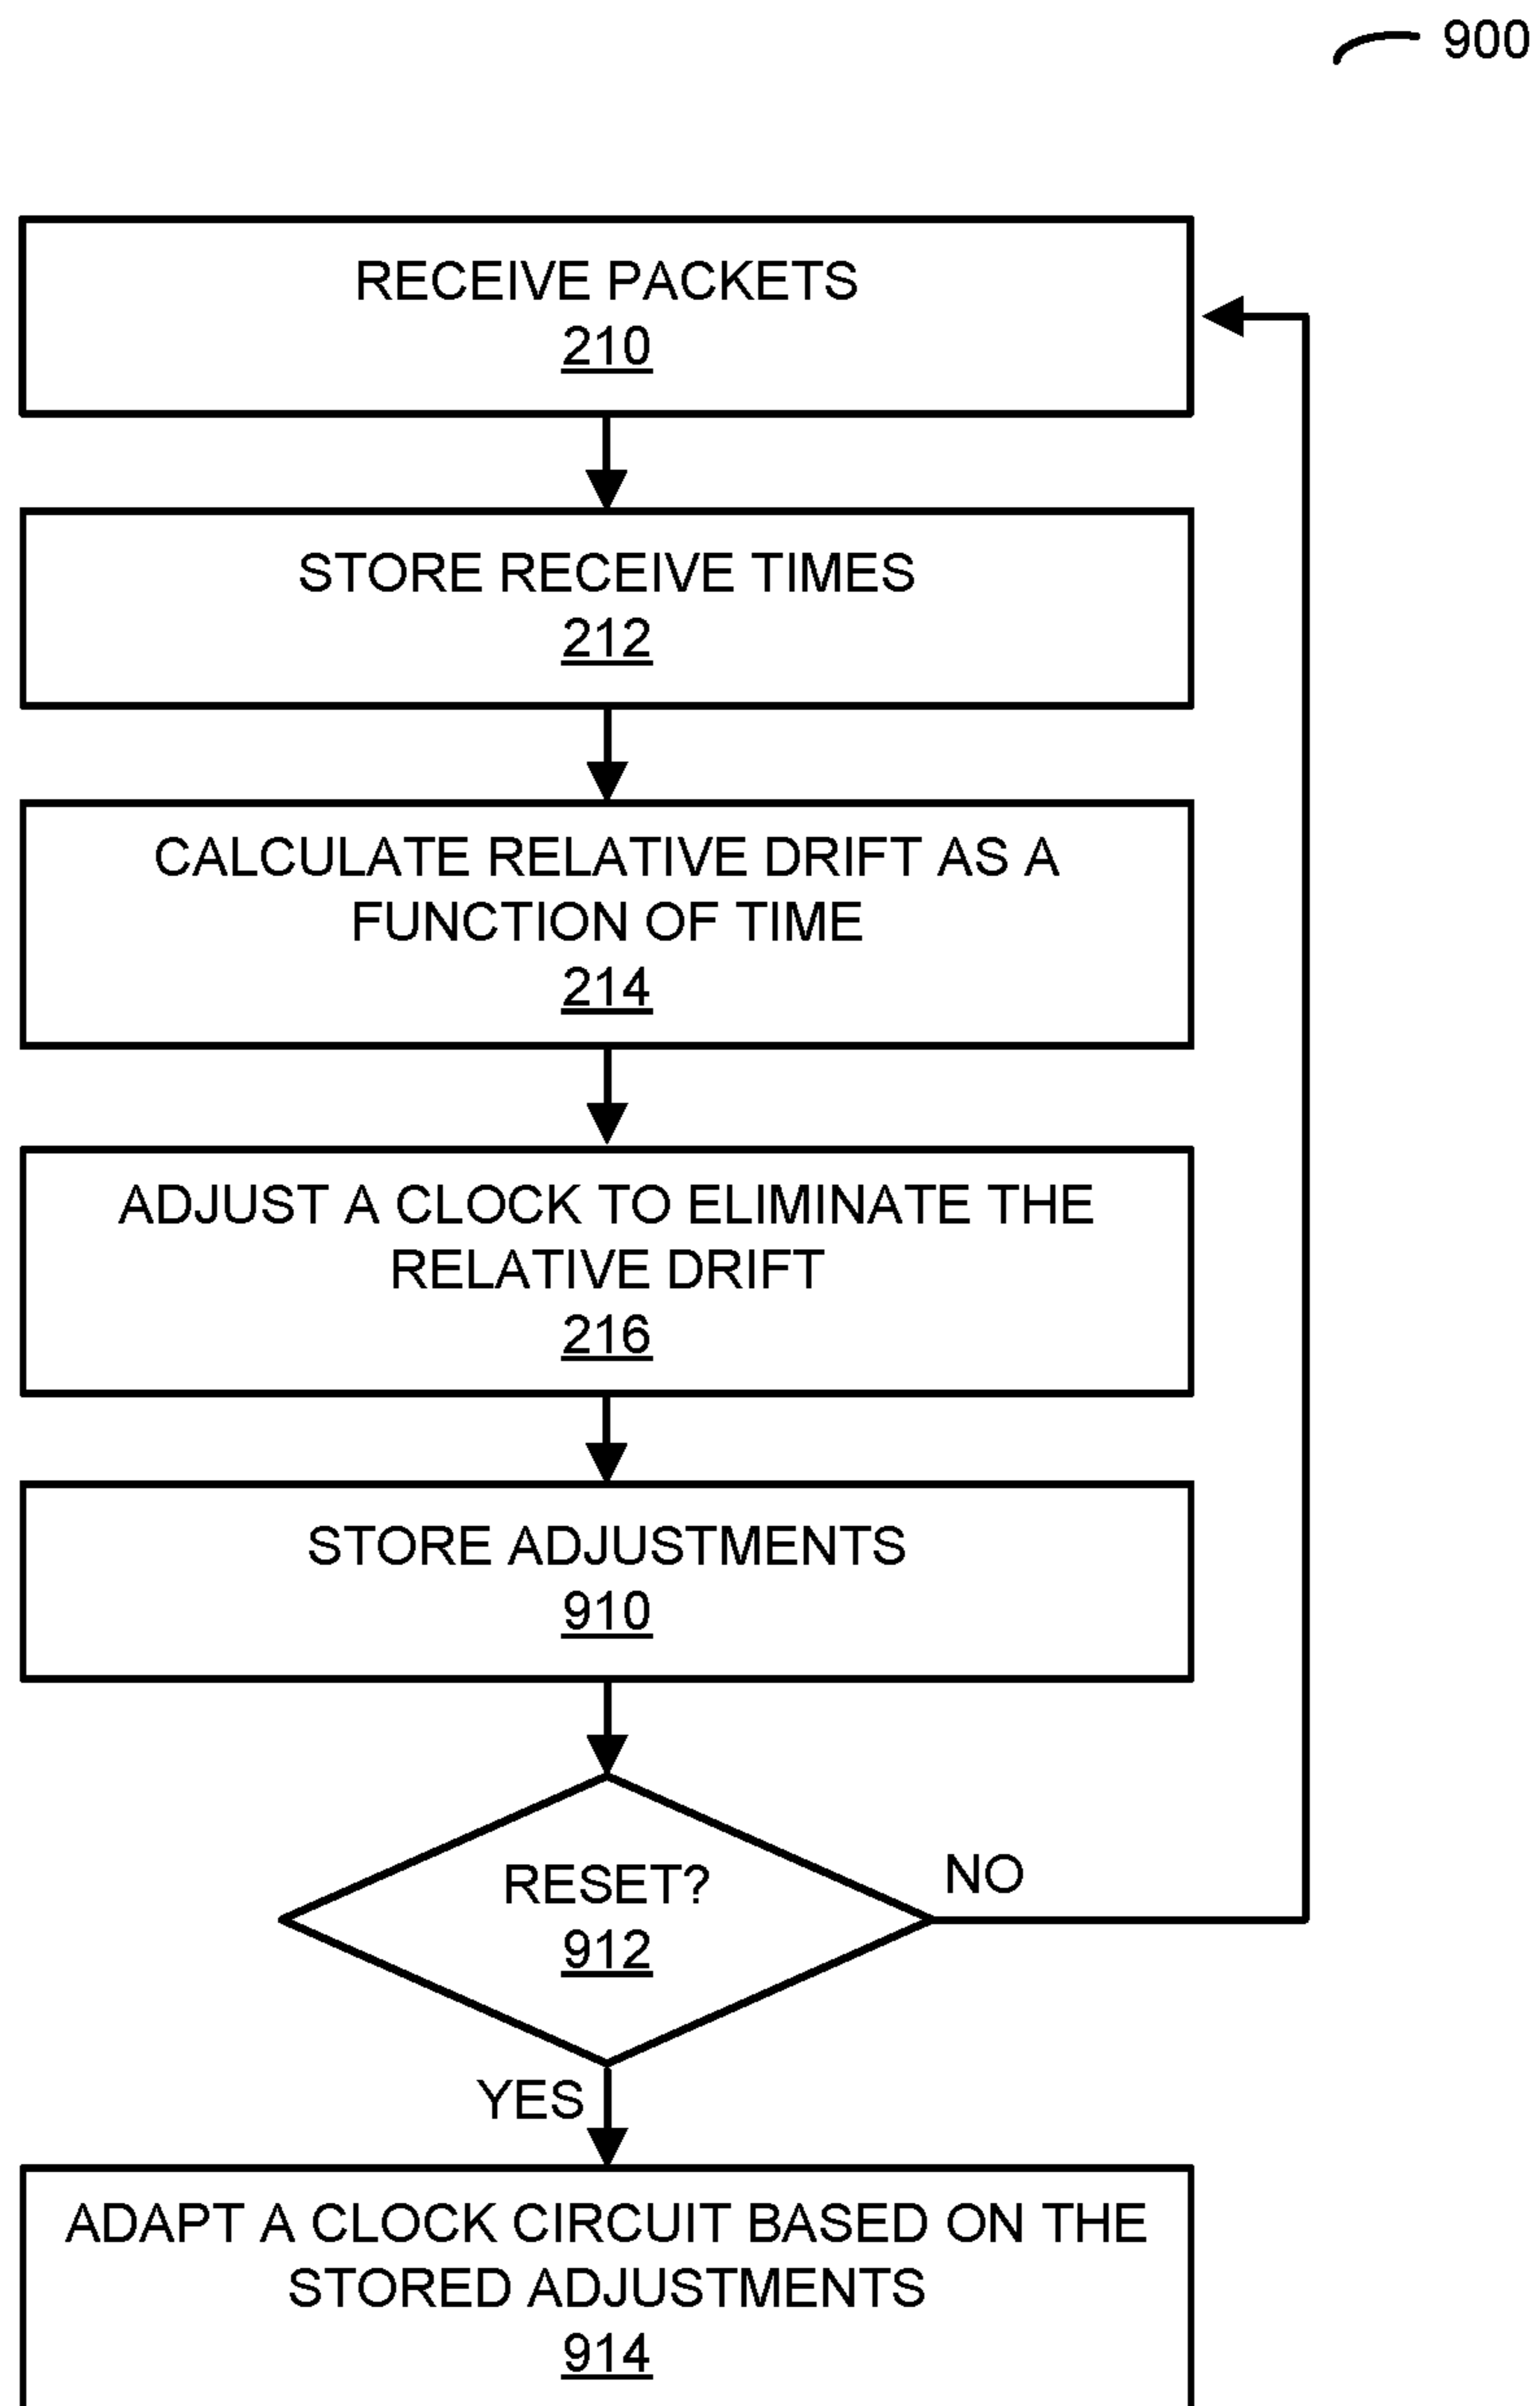 900
RECEIVE PACKETS
210
STORE RECEIVE TIMES
212
CALCULATE RELATIVE DRIFT AS A
FUNCTION OF TIME
214
ADJUST A CLOCK TO ELIMINATE THE
RELATIVE DRIFT
216
STORE ADJUSTMENTS
910
RESET?
912
NO
YES
ADAPT A CLOCK CIRCUIT BASED ON THE
STORED ADJUSTMENTS
914